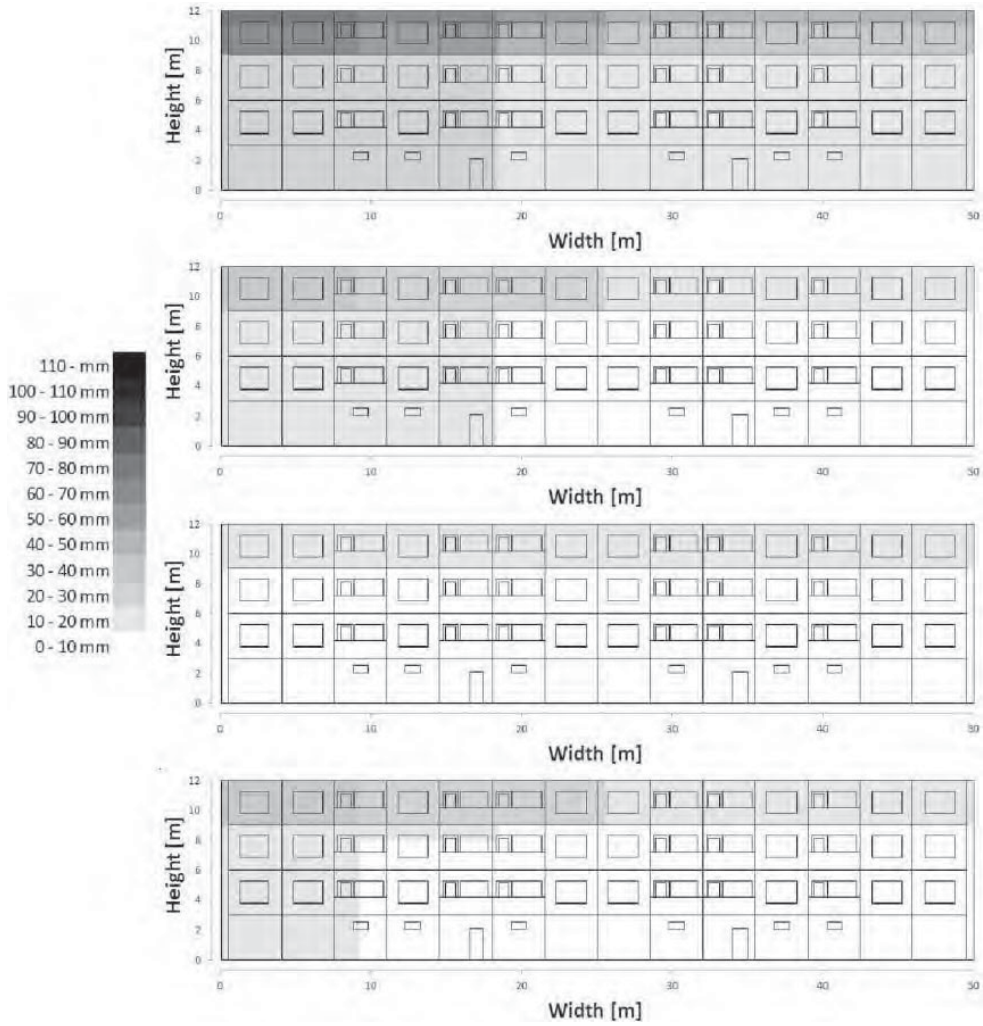 Height [m]
12
10
8
6
4
2
0
0 10 20 30 40 50
Width [m]
Height [m]
12
10
8
6
4
2
0
0 10 20 30 40 50
Width [m]
110 - mm
100 - 110 mm
90 - 100 mm
80 - 90 mm
70 - 80 mm
60 - 70 mm
50 - 60 mm
40 - 50 mm
30 - 40 mm
20 - 30 mm
10 - 20 mm
0 - 10 mm
Height [m]
12
10
8
6
4
2
0
0 10 20 30 40 50
Width [m]
Height [m]
12
10
8
6
4
2
0
0 10 20 30 40 50
Width [m]